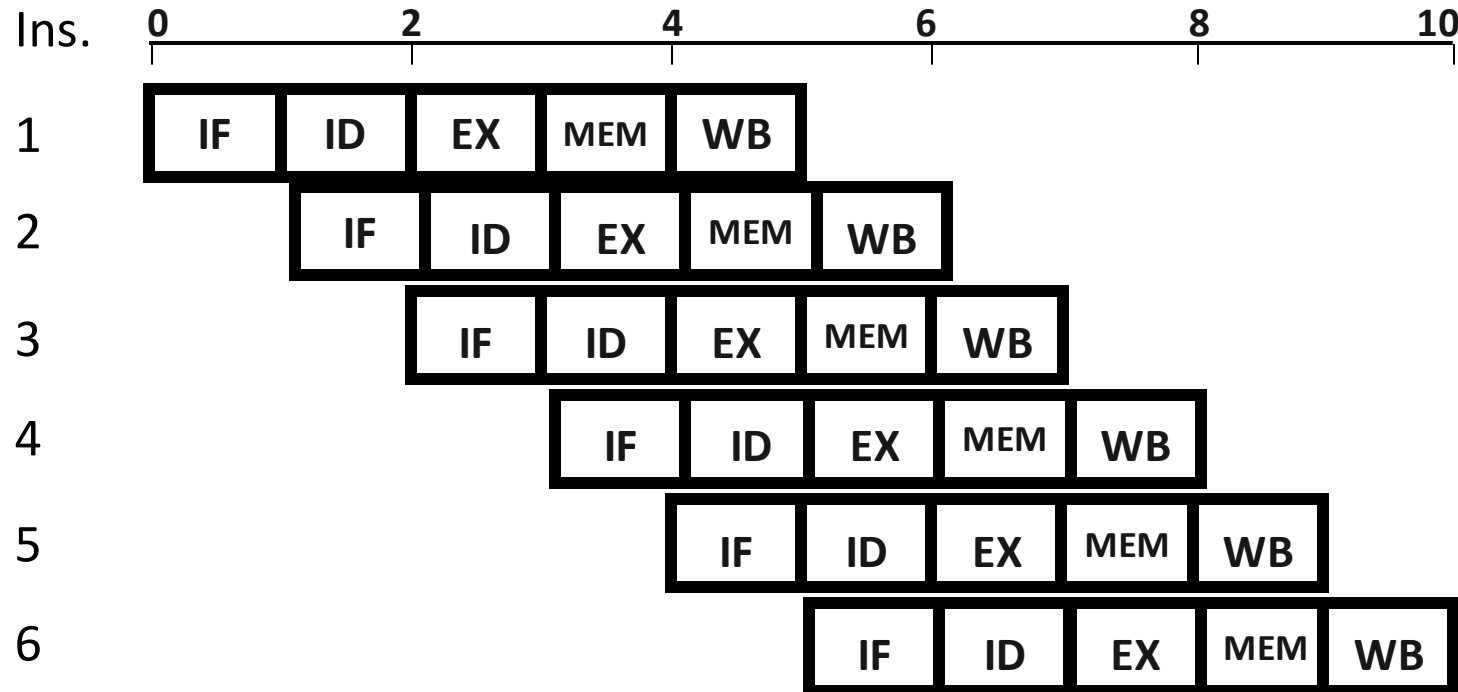 Ins. 0 2 4 6 8 10
1 IF ID EX MEM WB
2 IF ID EX MEM WB
3 IF ID EX MEM WB
4 IF ID EX MEM WB
5 IF ID EX MEM WB
6 IF ID EX MEM WB